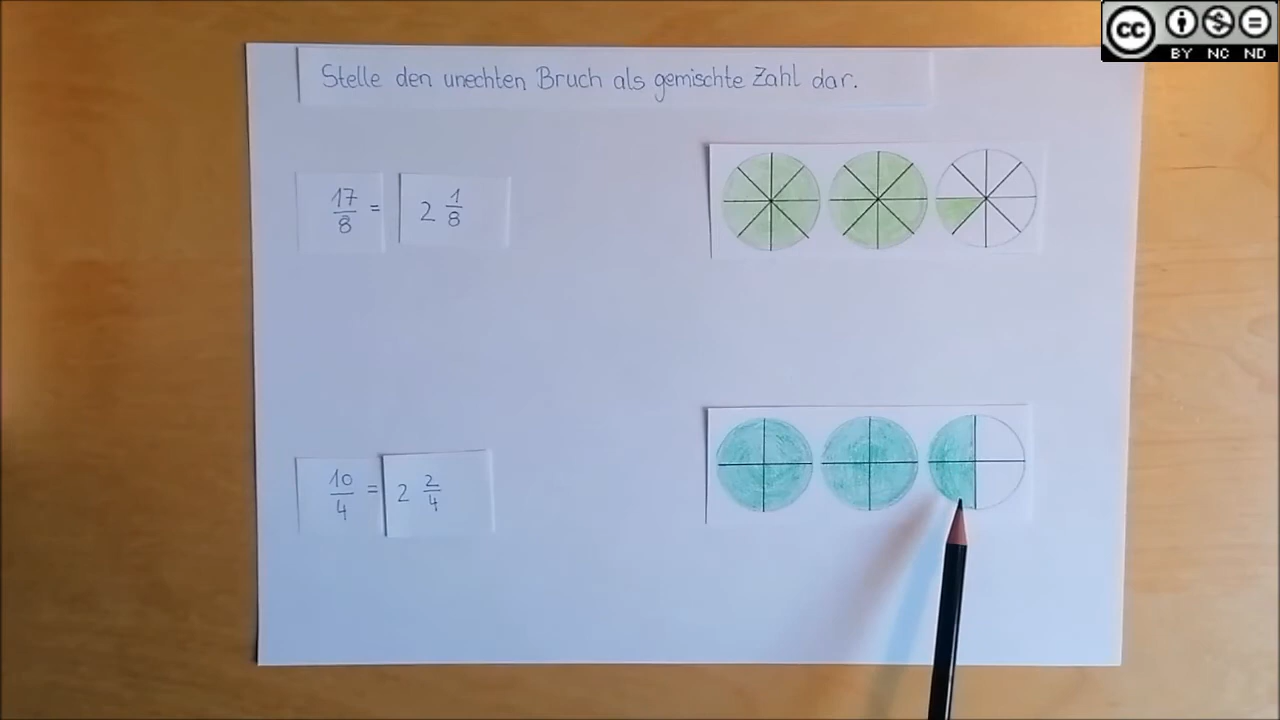 Stelle den unechten Bruch als gemischte Zahl dar.
17/8 = 2 1/8
10/4 = 2 2/4
cc
BY NC ND